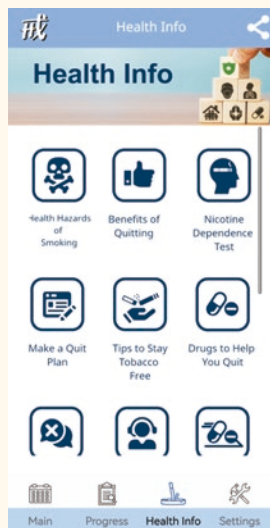 Health Info
Health Info
Health Hazards
of
Smoking
Benefits of
Quitting
Nicotine
Dependence
Test
Make a Quit
Plan
Tips to Stay
Tobacco
Free
Drugs to Help
You Quit
Main Progress Health Info Settings